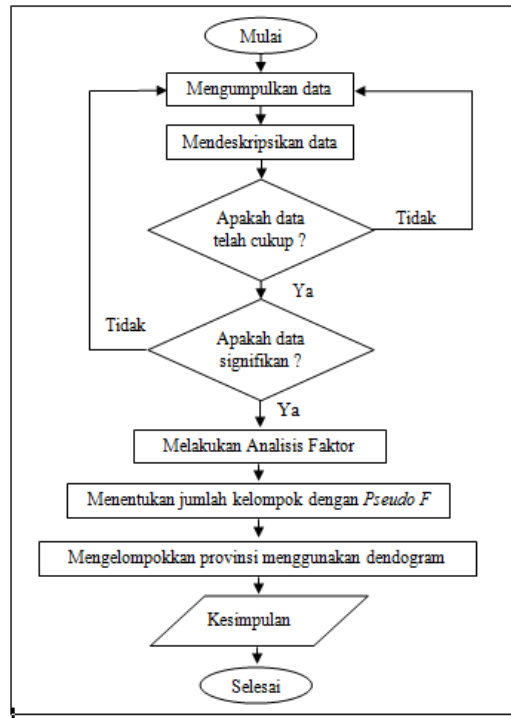 Mulai
Mengumpulkan data
Mendeskripsikan data
Apakah data
telah cukup ?
Tidak
Ya
Tidak
Apakah data
signifikan ?
Ya
Melakukan Analisis Faktor
Menentukan jumlah kelompok dengan Pseudo F
Mengelompokkan provinsi menggunakan dendogram
Kesimpulan
Selesai